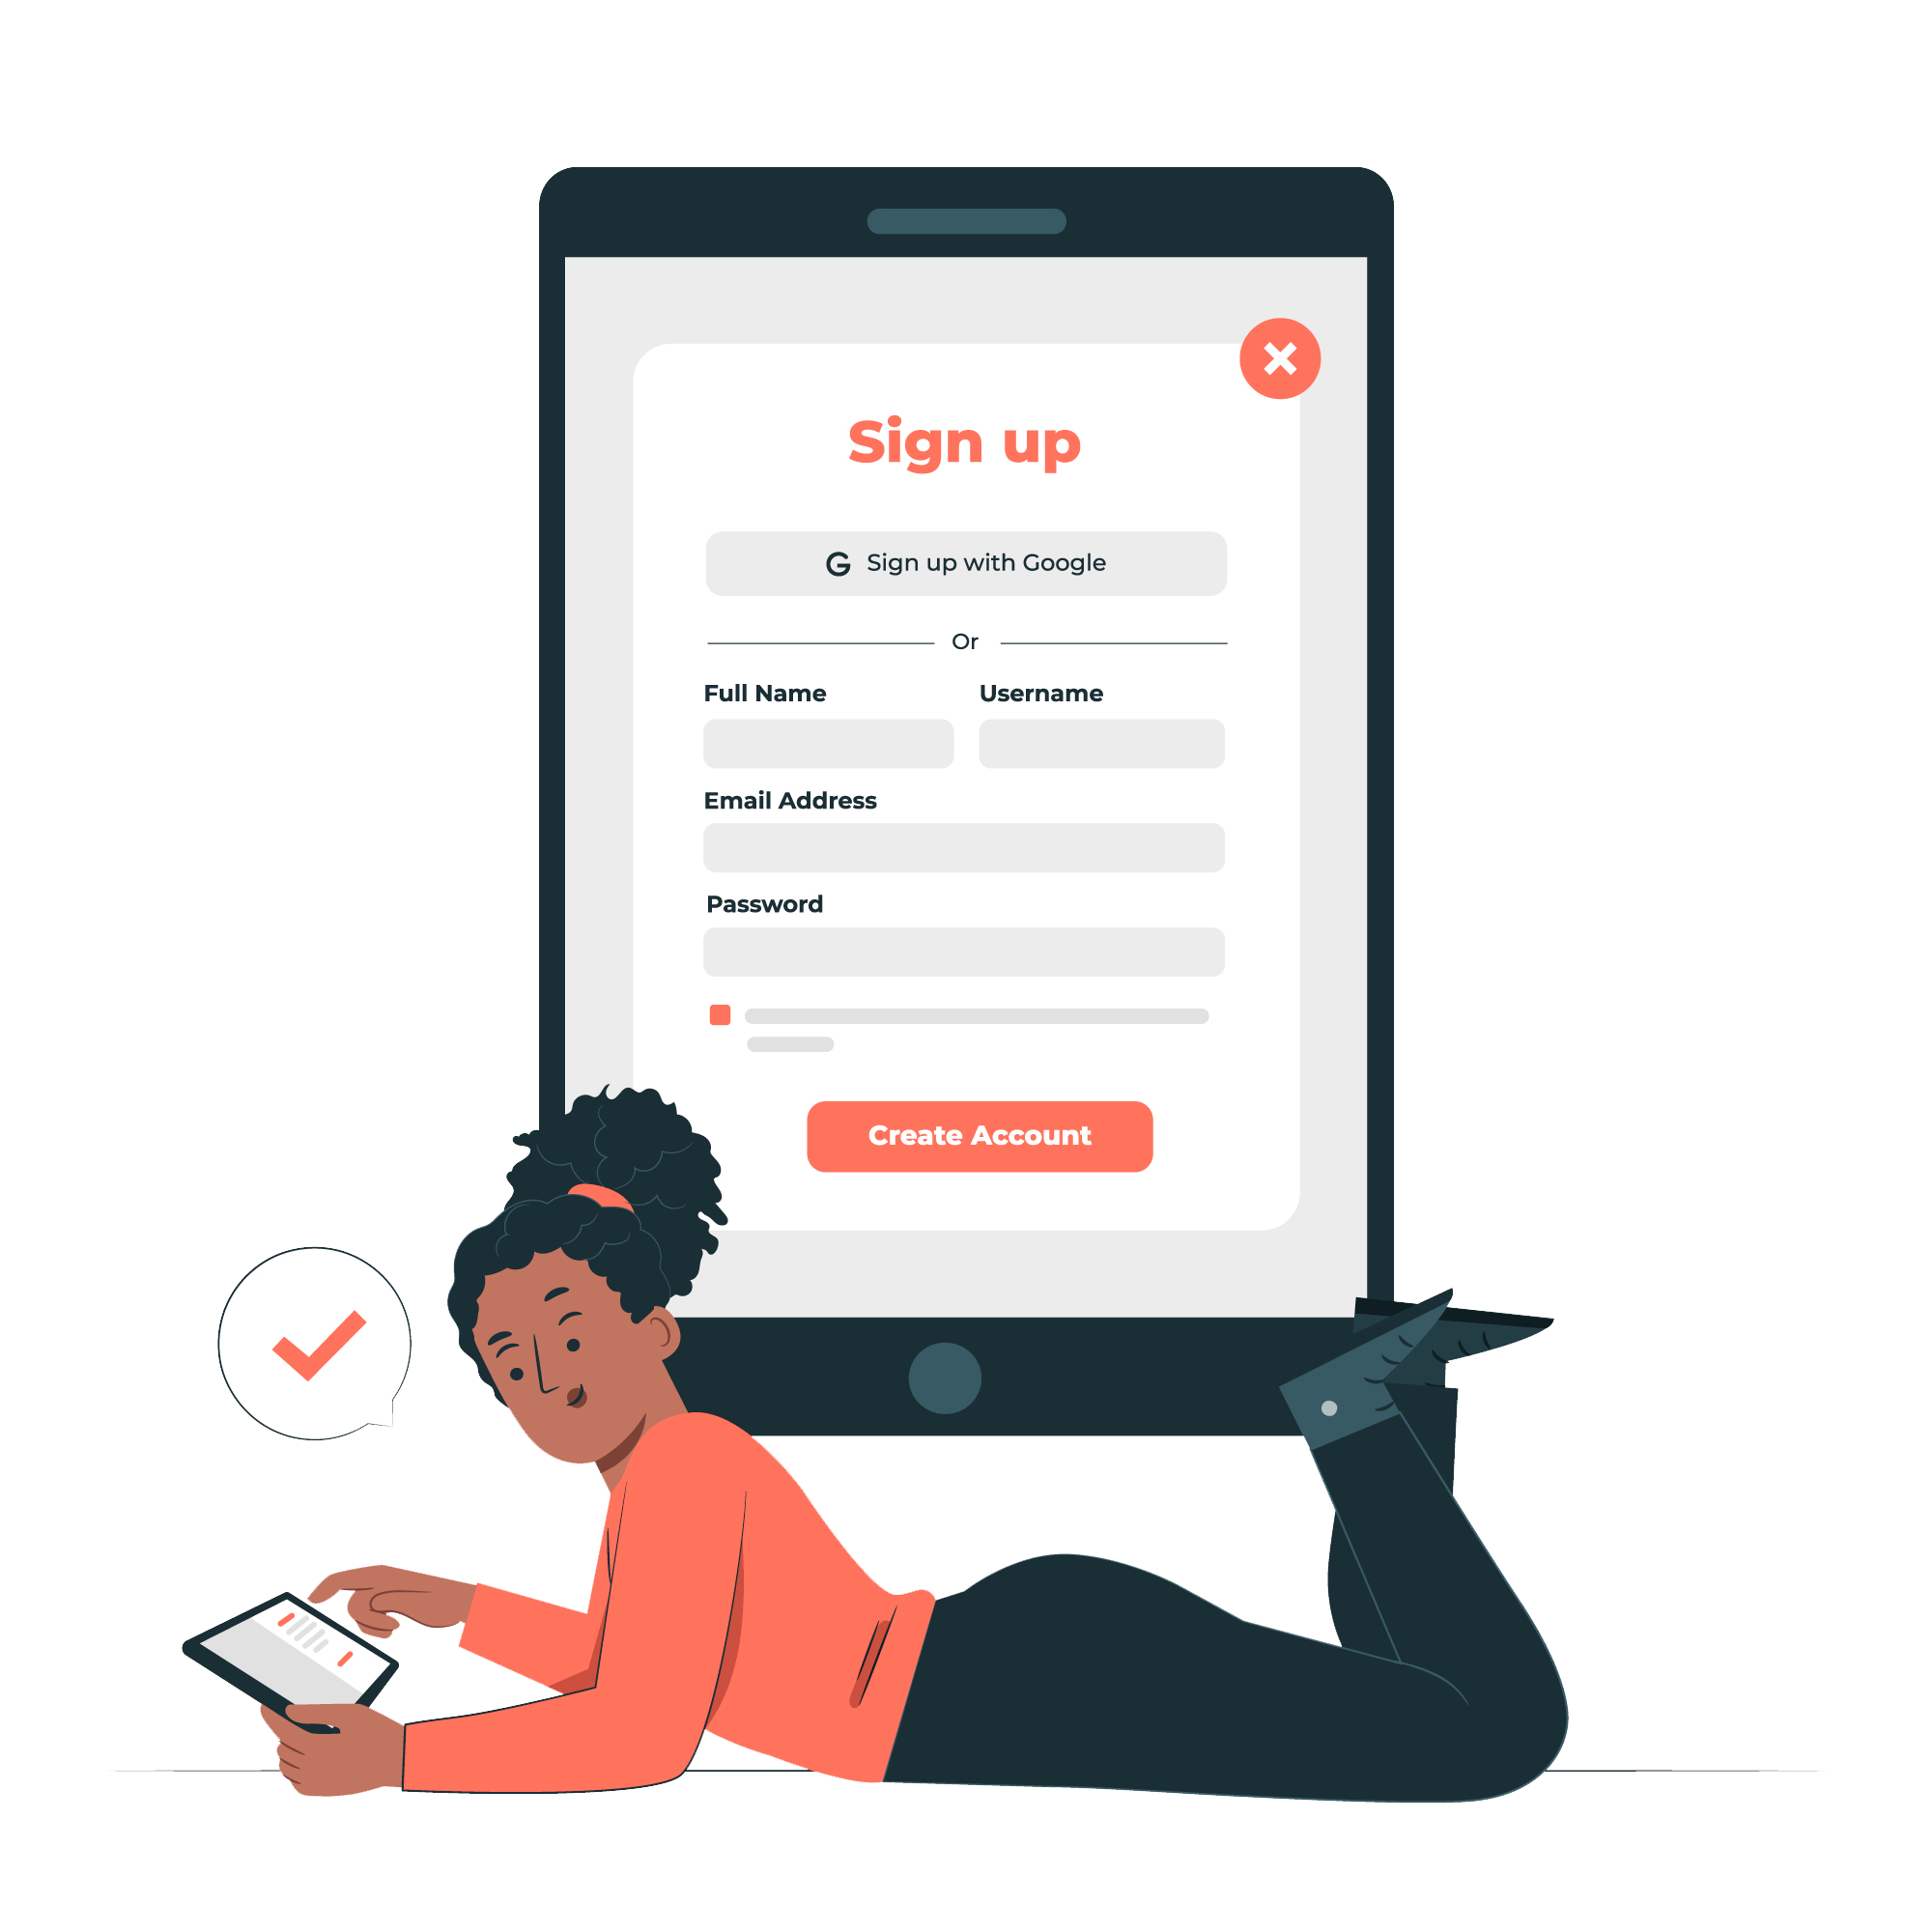 Sign up
G Sign up with Google
Or
Full Name Username
Email Address
Password
Create Account